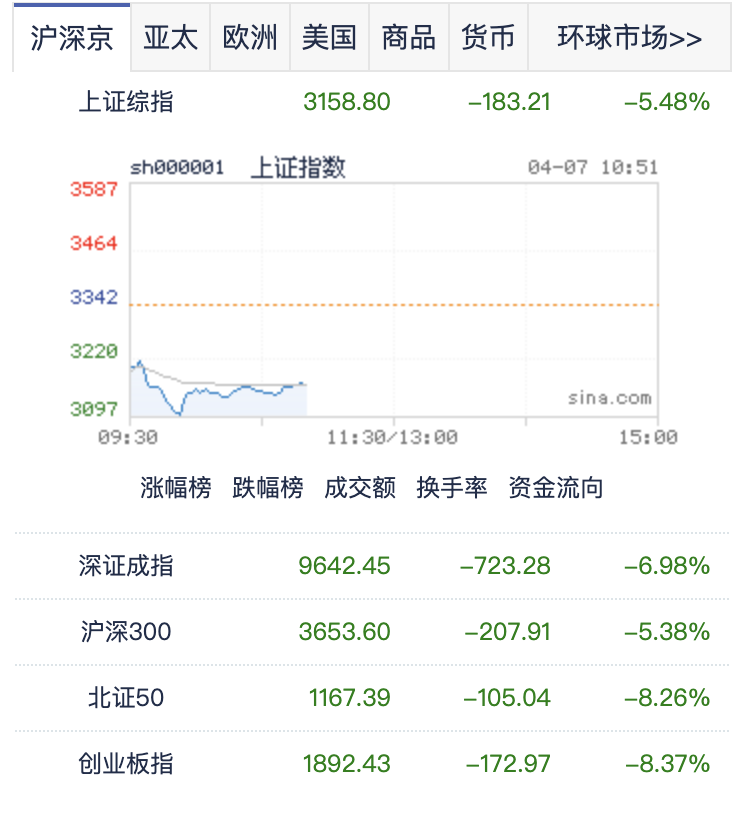 沪深京 亚太 欧洲 美国 商品 货币 环球市场>>
上证综指 3158.80 -183.21 -5.48%
sh000001 上证指数 04-07 10:51
3587
3464
3342
3220
3097
sina.com
09:30 11:30/13:00 15:00
涨幅榜 跌幅榜 成交额 换手率 资金流向
深证成指 9642.45 -723.28 -6.98%
沪深300 3653.60 -207.91 -5.38%
北证50 1167.39 -105.04 -8.26%
创业板指 1892.43 -172.97 -8.37%